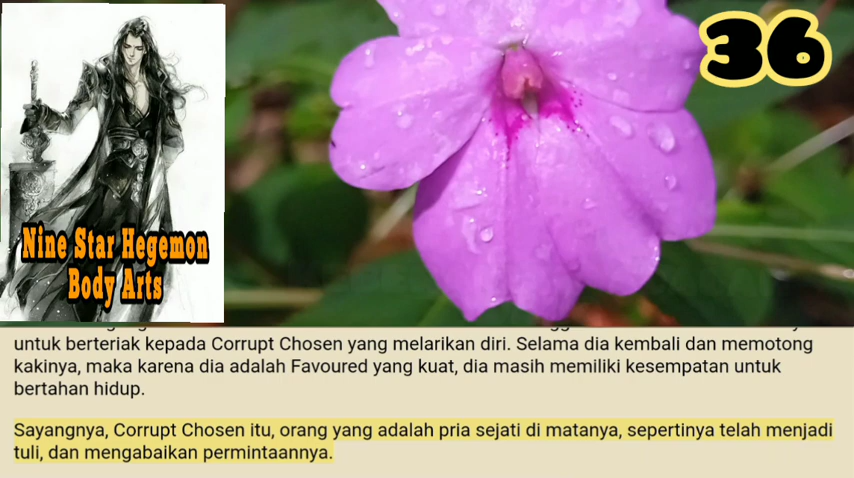 36
Nine Star Hegemon
Body Arts
untuk berteriak kepada Corrupt Chosen yang melarikan diri. Selama dia kembali dan memotong
kakinya, maka karena dia adalah Favoured yang kuat, dia masih memiliki kesempatan untuk
bertahan hidup.
Sayangnya, Corrupt Chosen itu, orang yang adalah pria sejati di matanya, sepertinya telah menjadi
tuli, dan mengabaikan permintaannya.